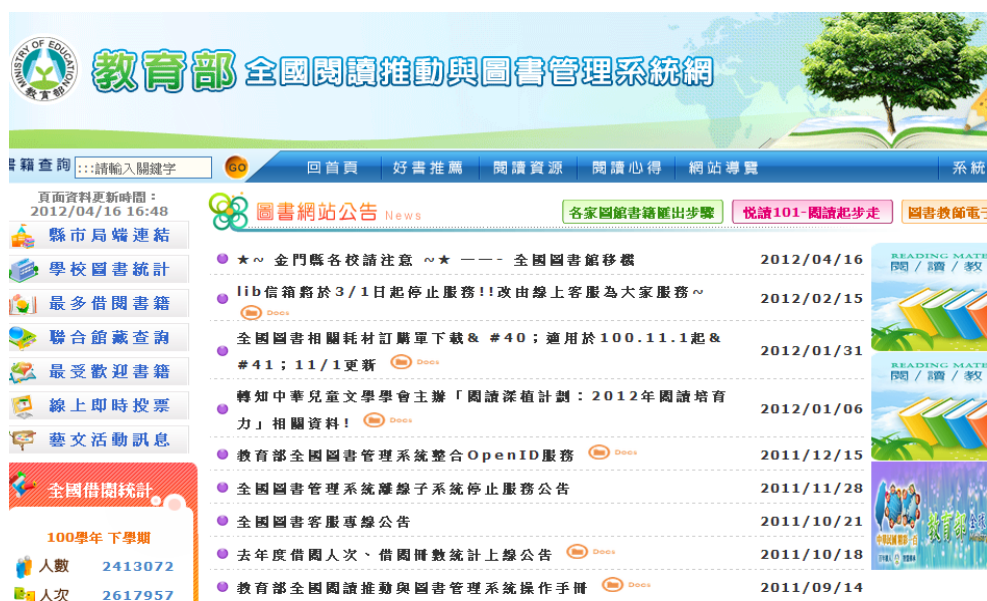 MINISTRY OF EDUCATION
教育部
教育部 全國閱讀推動與圖書管理系統網
書籍查詢 :::請輸入關鍵字 GO 回首頁 好書推薦 閱讀資源 閱讀心得 網站導覽 系統
頁面資料更新時間：
2012/04/16 16:48
縣市局端連結
學校圖書統計
最多借閱書籍
聯合館藏查詢
最受歡迎書籍
線上即時投票
藝文活動訊息
全國借閱統計
100學年 下學期
人數 2413072
人次 2617957
圖書網站公告 News
各家圖館書籍匯出步驟 悅讀101-閱讀起步走 圖書教師電子
★~ 金門縣各校請注意 ~★ ——- 全國圖書館移機 2012/04/16
lib信箱將於3/1日起停止服務!!改由線上客服為大家服務~ 2012/02/15
Docs
全國圖書相關耗材訂購單下載& #40；適用於100.11.1起& 2012/01/31
#41；11/1更新 Docs
轉知中華兒童文學學會主辦「閱讀深植計劃：2012年閱讀培育 2012/01/06
力」相關資料! Docs
教育部全國圖書管理系統整合OpenID服務 Docs 2011/12/15
全國圖書管理系統離線子系統停止服務公告 2011/11/28
全國圖書客服專線公告 2011/10/21
去年度借閱人次、借閱冊數統計上線公告 Docs 2011/10/18
教育部全國閱讀推動與圖書管理系統操作手冊 Docs 2011/09/14
READING MATE
閱/讀/教
READING MATE
閱/讀/教
教育部